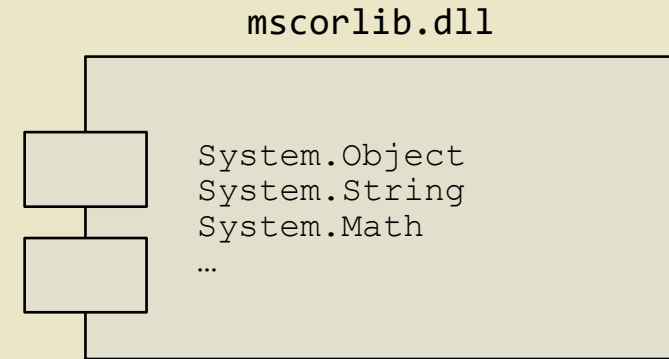 mscorlib.dll
System.Object
System.String
System.Math
…